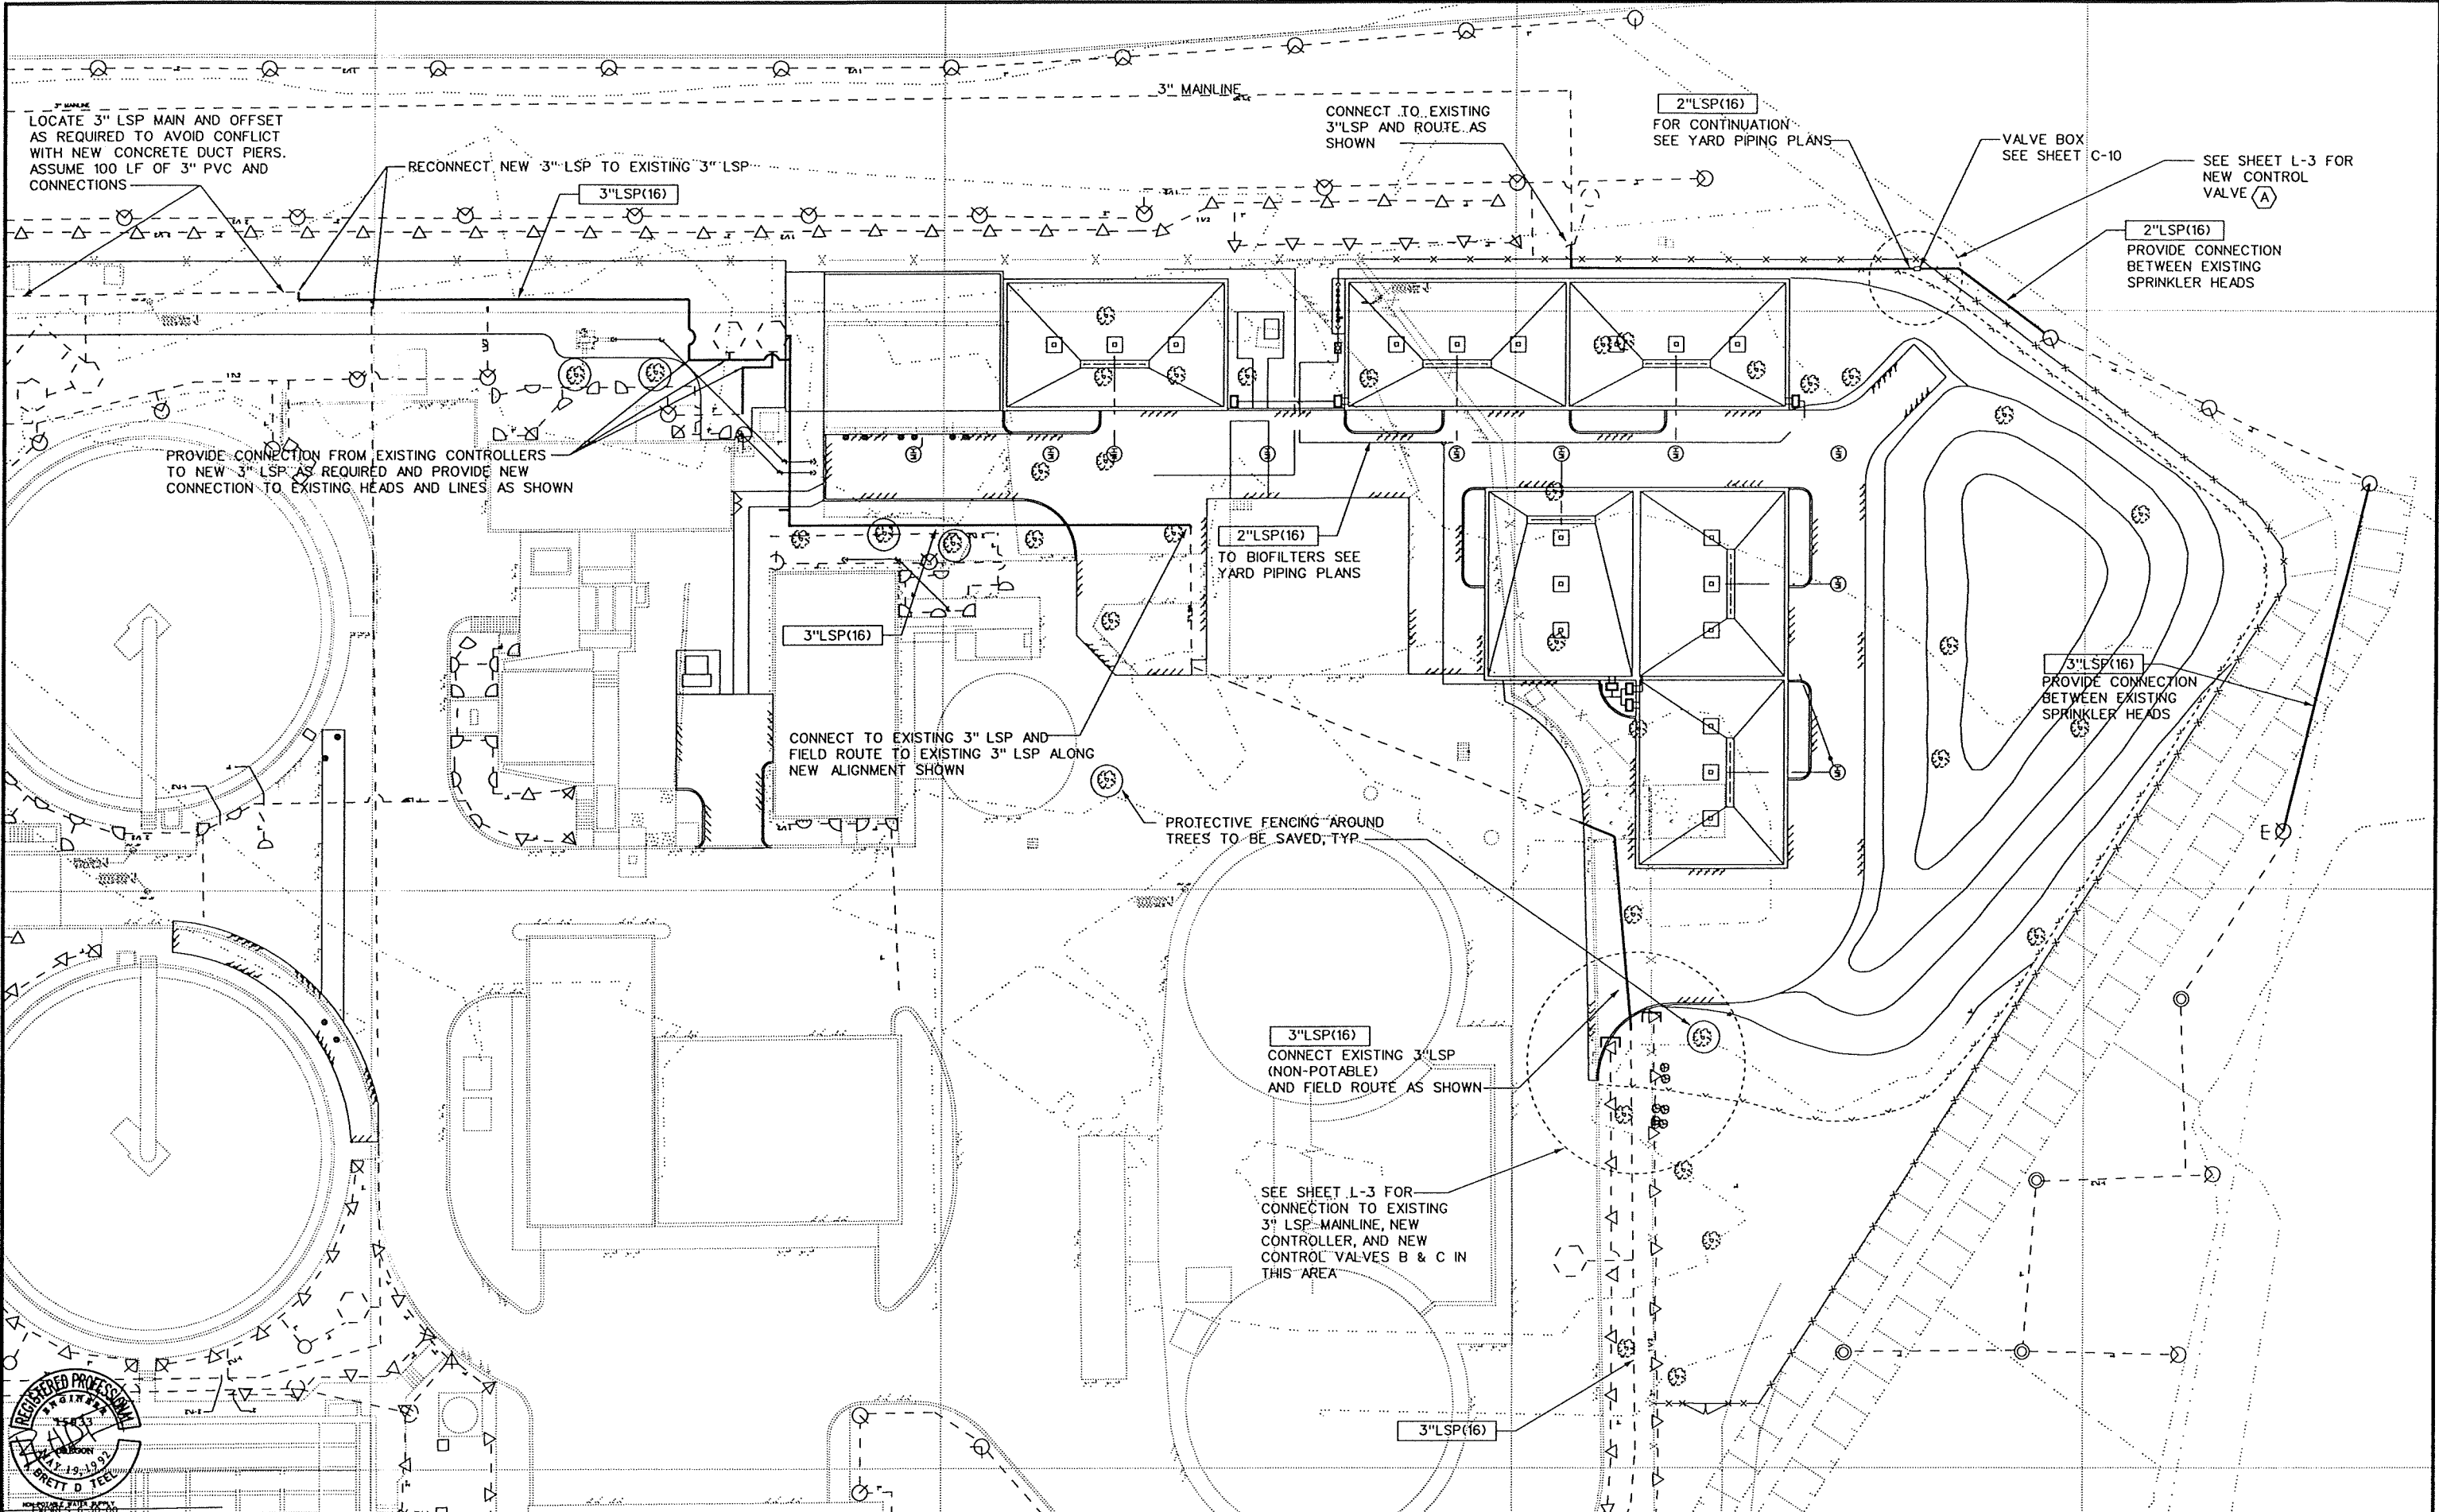 3" MAINLINE
3" MAINLINE
LOCATE 3" LSP MAIN AND OFFSET
AS REQUIRED TO AVOID CONFLICT
WITH NEW CONCRETE DUCT PIERS.
ASSUME 100 LF OF 3" PVC AND
CONNECTIONS
RECONNECT NEW 3" LSP TO EXISTING 3" LSP
3"LSP(16)
CONNECT TO EXISTING
3"LSP AND ROUTE AS
SHOWN
2"LSP(16)
FOR CONTINUATION
SEE YARD PIPING PLANS
VALVE BOX
SEE SHEET C-10
SEE SHEET L-3 FOR
NEW CONTROL
VALVE A
2"LSP(16)
PROVIDE CONNECTION
BETWEEN EXISTING
SPRINKLER HEADS
PROVIDE CONNECTION FROM EXISTING CONTROLLERS
TO NEW 3" LSP AS REQUIRED AND PROVIDE NEW
CONNECTION TO EXISTING HEADS AND LINES AS SHOWN
2"LSP(16)
TO BIOFILTERS SEE
YARD PIPING PLANS
3"LSP(16)
3"LSP(16)
PROVIDE CONNECTION
BETWEEN EXISTING
SPRINKLER HEADS
CONNECT TO EXISTING 3" LSP AND
FIELD ROUTE TO EXISTING 3" LSP ALONG
NEW ALIGNMENT SHOWN
PROTECTIVE FENCING AROUND
TREES TO BE SAVED, TYP
E
3"LSP(16)
CONNECT EXISTING 3"LSP
(NON-POTABLE)
AND FIELD ROUTE AS SHOWN
SEE SHEET L-3 FOR
CONNECTION TO EXISTING
3" LSP MAINLINE, NEW
CONTROLLER, AND NEW
CONTROL VALVES B & C IN
THIS AREA
3"LSP(16)
REGISTERED PROFESSIONAL
ENGINEER
OREGON
MAY 19, 1992
BRETT D TEEL